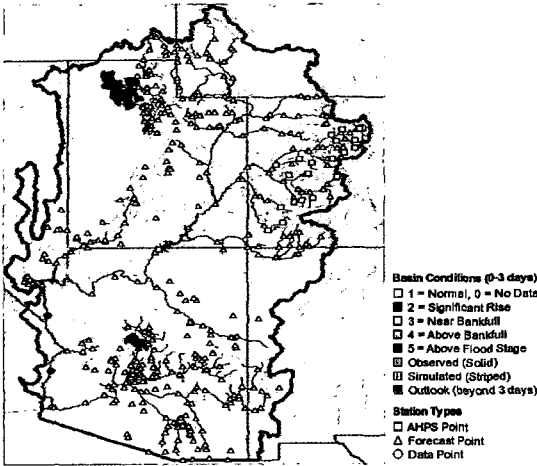 Basin Conditions (0-3 days)
1 = Normal, 0 = No Data
2 = Significant Rise
3 = Near Bankfull
4 = Above Bankfull
5 = Above Flood Stage
Observed (Solid)
Simulated (Striped)
Outlook (beyond 3 days)
Station Types
AHPS Point
Forecast Point
Data Point